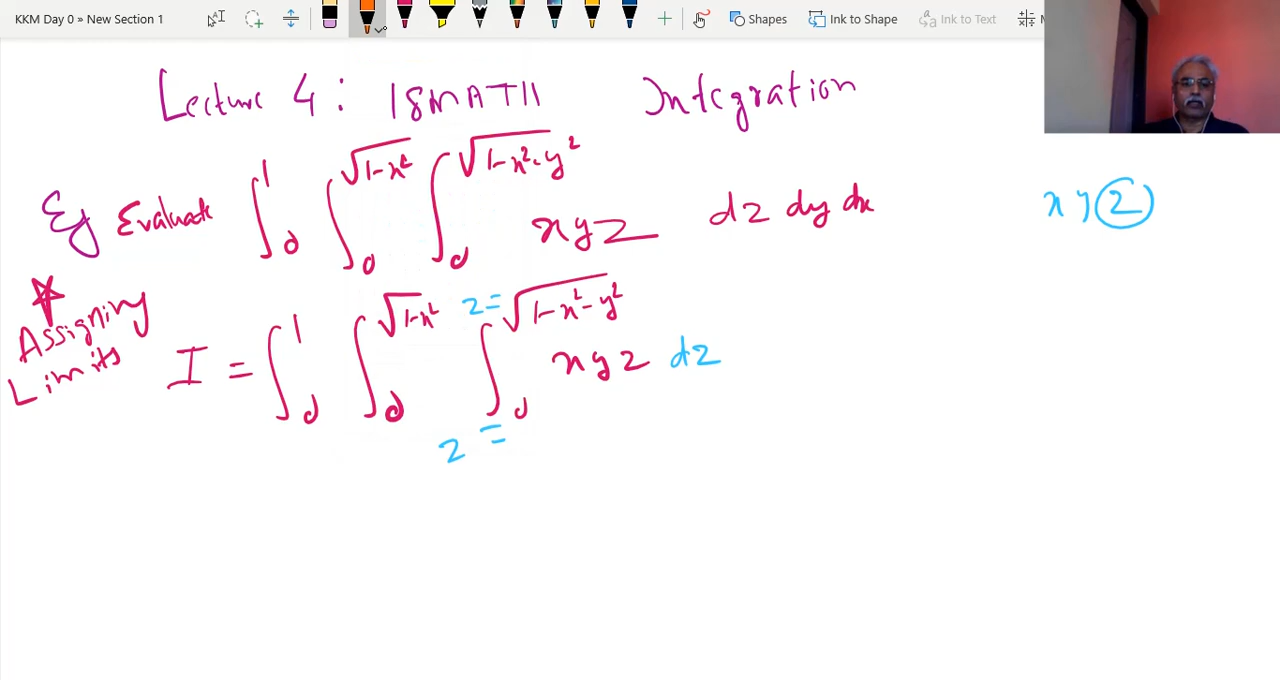 KKM Day 0 » New Section 1
Shapes
Ink to Shape
Ink to Text
Lecture 4 : 18MAT11 Integration
Eg Evaluate ∫₀¹ ∫₀^√(1-x²) ∫₀^√(1-x²-y²) xyz dz dy dx
x y z
Assigning
Limits
I = ∫₀¹ ∫₀^√(1-x²) ∫_{z=0}^{z=√(1-x²-y²)} xyz dz